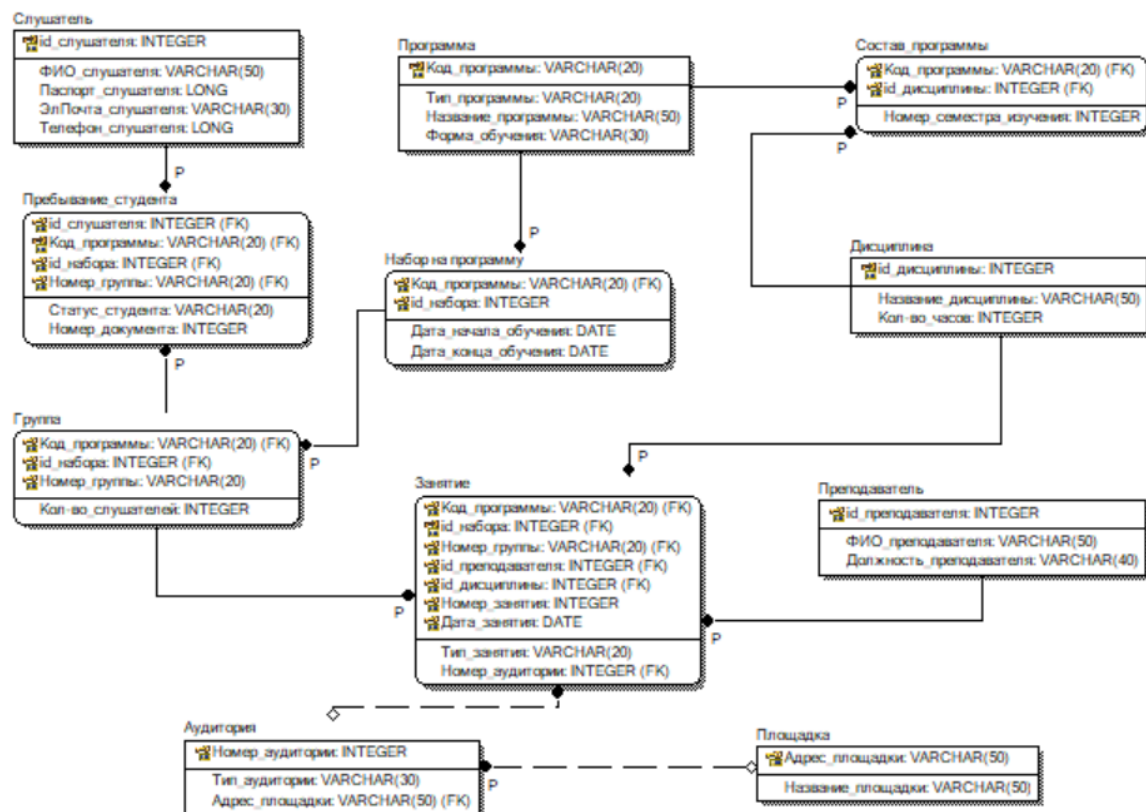 Слушатель
id_слушателя: INTEGER
ФИО_слушателя: VARCHAR(50)
Паспорт_слушателя: LONG
ЭлПочта_слушателя: VARCHAR(30)
Телефон_слушателя: LONG
P
Программа
Код_программы: VARCHAR(20)
Тип_программы: VARCHAR(20)
Название_программы: VARCHAR(50)
Форма_обучения: VARCHAR(30)
P
Состав_программы
Код_программы: VARCHAR(20) (FK)
id_дисциплины: INTEGER (FK)
Номер_семестра_изучения: INTEGER
P
P
Пребывание_студента
id_слушателя: INTEGER (FK)
Код_программы: VARCHAR(20) (FK)
id_набора: INTEGER (FK)
Номер_группы: VARCHAR(20) (FK)
Статус_студента: VARCHAR(20)
Номер_документа: INTEGER
P
Набор на программу
Код_программы: VARCHAR(20) (FK)
id_набора: INTEGER
Дата_начала_обучения: DATE
Дата_конца_обучения: DATE
Дисциплина
id_дисциплины: INTEGER
Название_дисциплины: VARCHAR(50)
Кол-во_часов: INTEGER
P
Группа
Код_программы: VARCHAR(20) (FK)
id_набора: INTEGER (FK)
Номер_группы: VARCHAR(20)
Кол-во_слушателей: INTEGER
P
Занятие
Код_программы: VARCHAR(20) (FK)
id_набора: INTEGER (FK)
Номер_группы: VARCHAR(20) (FK)
id_преподавателя: INTEGER (FK)
id_дисциплины: INTEGER (FK)
Номер_занятия: INTEGER
Дата_занятия: DATE
Тип_занятия: VARCHAR(20)
Номер_аудитории: INTEGER (FK)
P
Преподаватель
id_преподавателя: INTEGER
ФИО_преподавателя: VARCHAR(50)
Должность_преподавателя: VARCHAR(40)
P
Аудитория
Номер_аудитории: INTEGER
Тип_аудитории: VARCHAR(30)
Адрес_площадки: VARCHAR(50) (FK)
P
Площадка
Адрес_площадки: VARCHAR(50)
Название_площадки: VARCHAR(50)